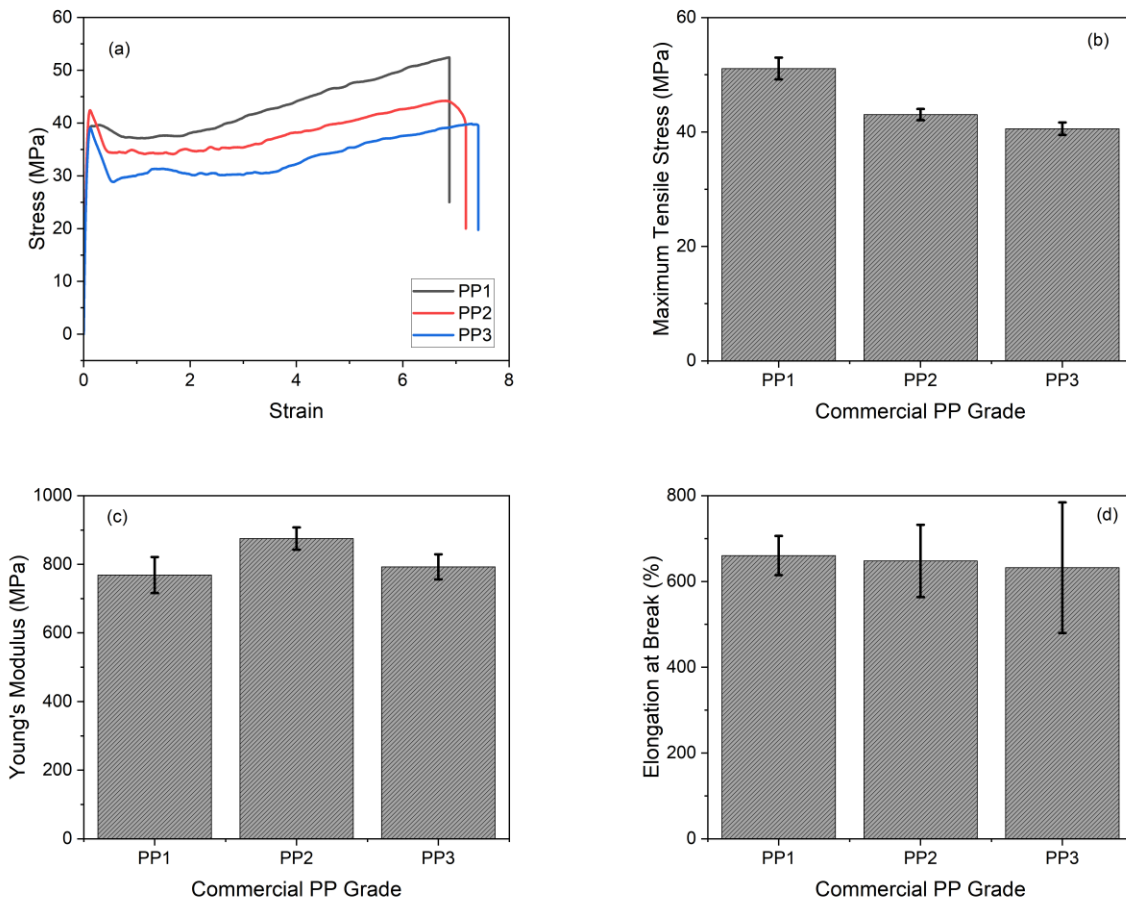 (a)
60
50
40
30
20
10
0
Stress (MPa)
PP1
PP2
PP3
0 2 4 6 8
Strain
(b)
60
40
20
0
Maximum Tensile Stress (MPa)
PP1 PP2 PP3
Commercial PP Grade
(c)
1000
800
600
400
200
0
Young's Modulus (MPa)
PP1 PP2 PP3
Commercial PP Grade
(d)
800
600
400
200
0
Elongation at Break (%)
PP1 PP2 PP3
Commercial PP Grade